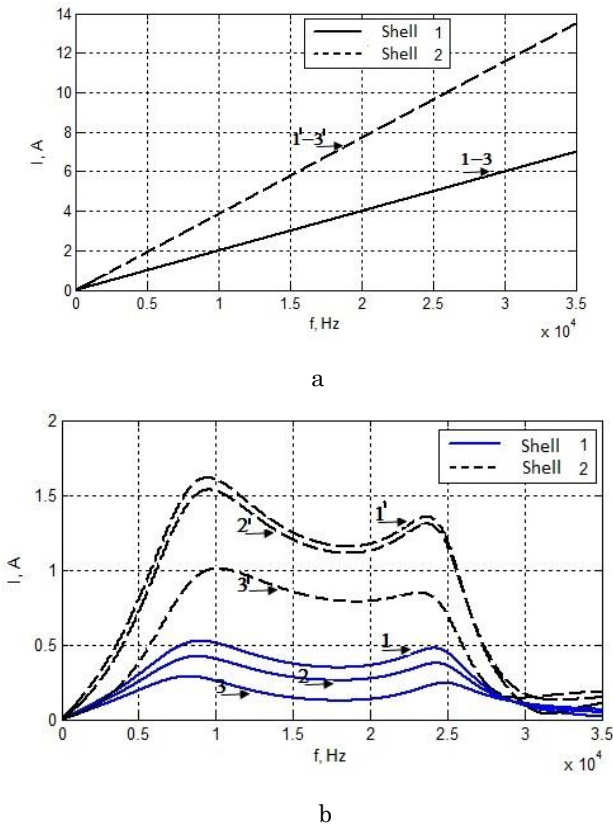 14
12
10
8
6
4
2
0
I, A
Shell 1
Shell 2
1'-3'
1-3
0 0.5 1 1.5 2 2.5 3 3.5
f, Hz
x 10^4
a
2
1.5
1
0.5
0
I, A
Shell 1
Shell 2
1'
2'
3'
1
2
3
0 0.5 1 1.5 2 2.5 3 3.5
f, Hz
x 10^4
b